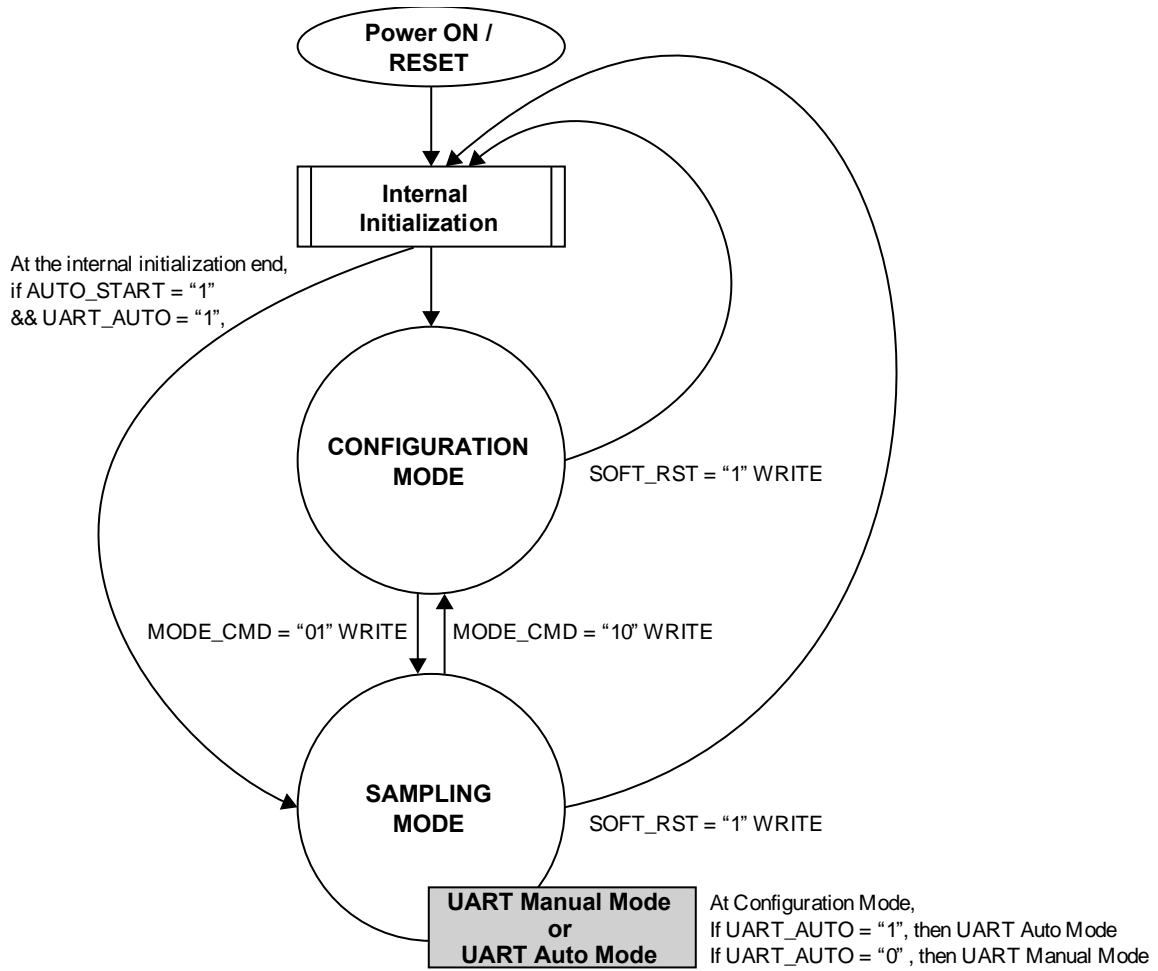 Power ON /
RESET
Internal
Initialization
At the internal initialization end,
if AUTO_START = “1”
&& UART_AUTO = “1”,
CONFIGURATION
MODE
SOFT_RST = “1” WRITE
MODE_CMD = “01” WRITE
MODE_CMD = “10” WRITE
SAMPLING
MODE
SOFT_RST = “1” WRITE
UART Manual Mode
or
UART Auto Mode
At Configuration Mode,
If UART_AUTO = “1”, then UART Auto Mode
If UART_AUTO = “0” , then UART Manual Mode